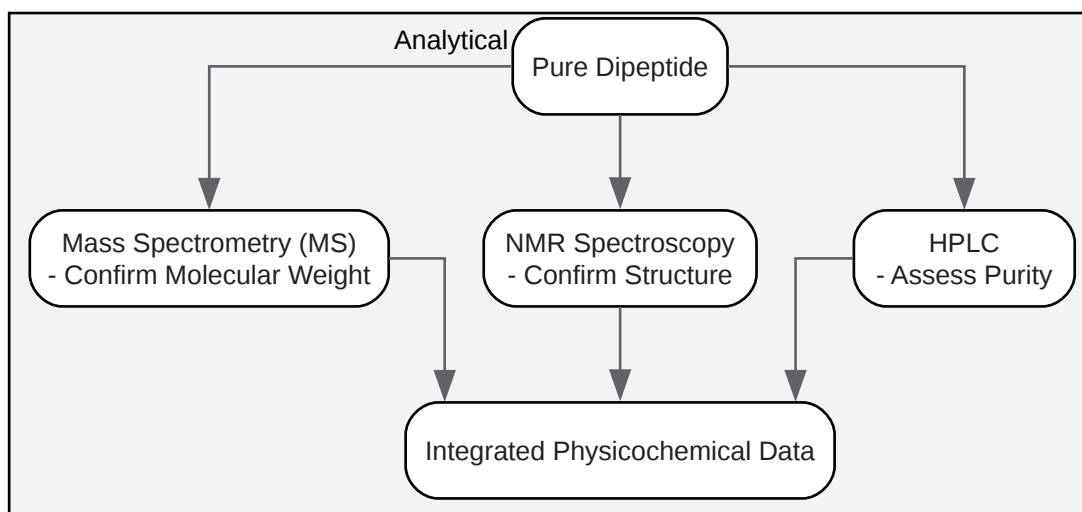 Analytical
Pure Dipeptide
Mass Spectrometry (MS)
- Confirm Molecular Weight
NMR Spectroscopy
- Confirm Structure
HPLC
- Assess Purity
Integrated Physicochemical Data